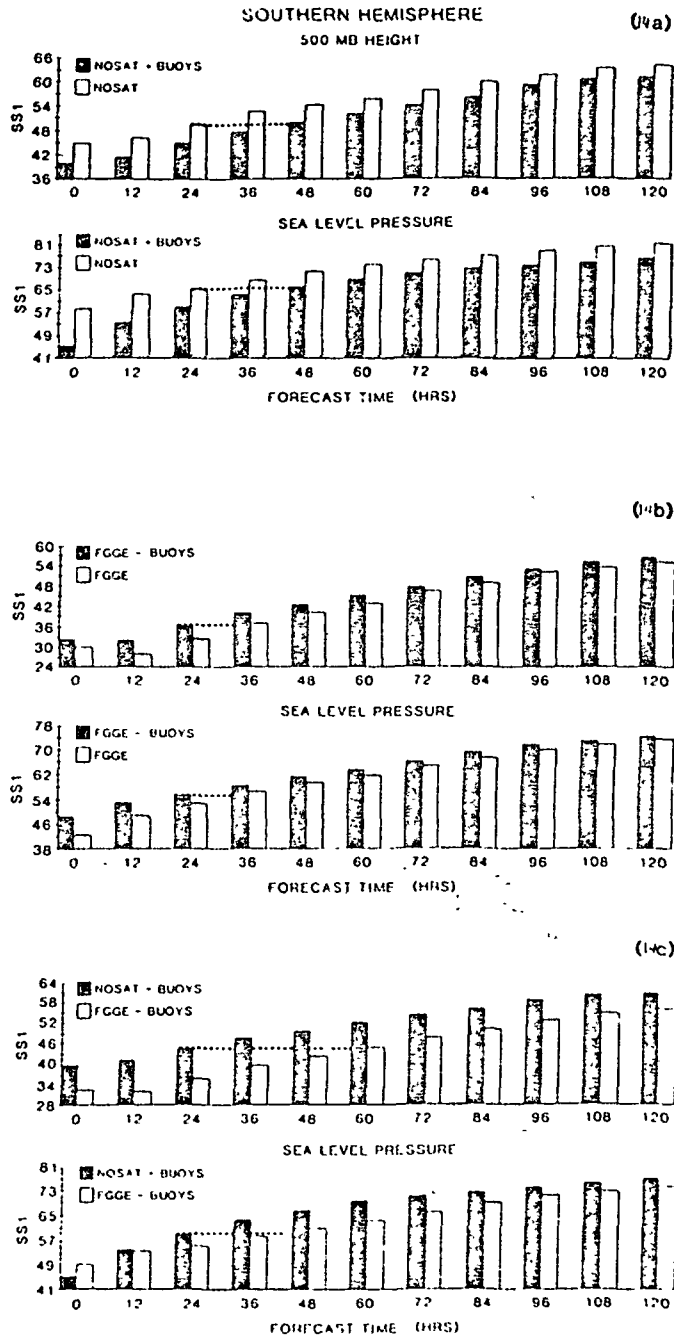 SOUTHERN HEMISPHERE
(14a)
500 MB HEIGHT
NOSAT + BUOYS
NOSAT
SS1
66
60
54
48
42
36
0 12 24 36 48 60 72 84 96 108 120
SEA LEVEL PRESSURE
NOSAT + BUOYS
NOSAT
SS1
81
73
65
57
49
41
0 12 24 36 48 60 72 84 96 108 120
FORECAST TIME (HRS)
(14b)
FGGE - BUOYS
FGGE
SS1
60
54
48
42
36
30
24
0 12 24 36 48 60 72 84 96 108 120
SEA LEVEL PRESSURE
FGGE - BUOYS
FGGE
SS1
78
70
62
54
46
38
0 12 24 36 48 60 72 84 96 108 120
FORECAST TIME (HRS)
(14c)
NOSAT + BUOYS
FGGE - BUOYS
SS1
64
58
52
46
40
34
28
0 12 24 36 48 60 72 84 96 108 120
SEA LEVEL PRESSURE
NOSAT + BUOYS
FGGE - BUOYS
SS1
81
73
65
57
49
41
0 12 24 36 48 60 72 84 96 108 120
FORECAST TIME (HRS)